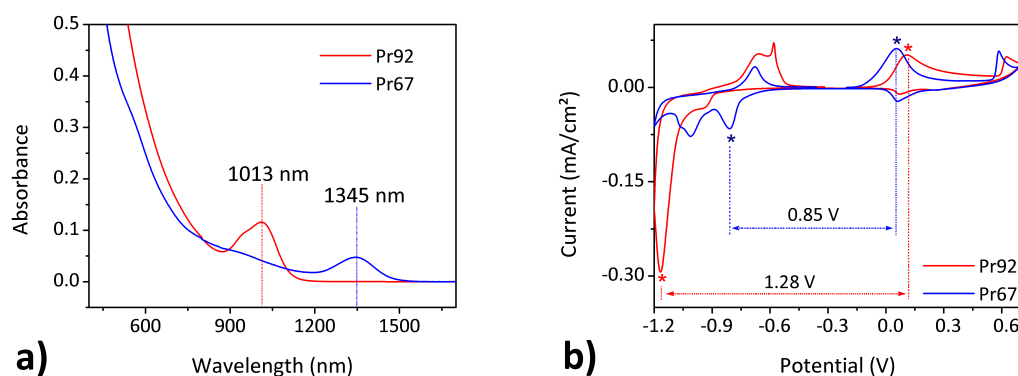 0.5
0.4
0.3
0.2
0.1
0.0
Absorbance
Pr92
Pr67
1013 nm
1345 nm
600
900
1200
1500
Wavelength (nm)
a)
0.00
-0.15
-0.30
Current (mA/cm²)
*
*
*
*
0.85 V
1.28 V
Pr92
Pr67
-1.2
-0.9
-0.6
-0.3
0.0
0.3
0.6
Potential (V)
b)